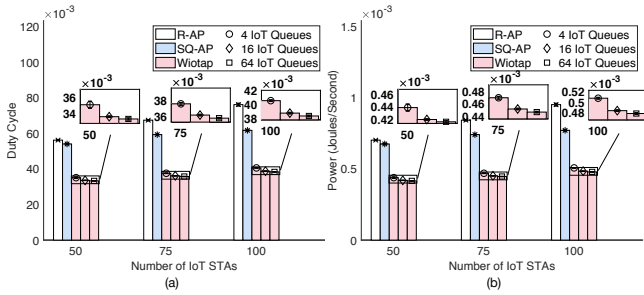 ×10⁻³
120
100
80
60
40
20
0
Duty Cycle
R-AP
SQ-AP
Wiotap
4 IoT Queues
16 IoT Queues
64 IoT Queues
×10⁻³
36
34
50
×10⁻³
38
36
75
×10⁻³
42
40
38
100
50
75
100
Number of IoT STAs
(a)
×10⁻³
1.5
1
0.5
0
Power (Joules/Second)
R-AP
SQ-AP
Wiotap
4 IoT Queues
16 IoT Queues
64 IoT Queues
×10⁻³
0.46
0.44
0.42
50
×10⁻³
0.48
0.46
0.44
75
×10⁻³
0.52
0.5
0.48
100
50
75
100
Number of IoT STAs
(b)